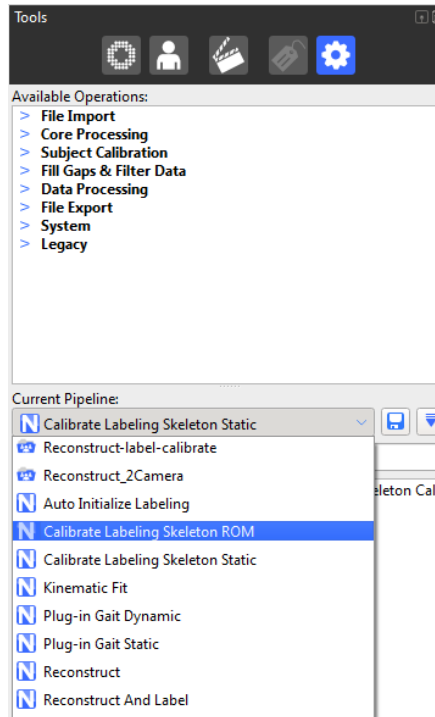 Tools
Available Operations:
> File Import
> Core Processing
> Subject Calibration
> Fill Gaps & Filter Data
> Data Processing
> File Export
> System
> Legacy
Current Pipeline:
Calibrate Labeling Skeleton Static
Reconstruct-label-calibrate
Reconstruct_2Camera
eleton Cal
Auto Initialize Labeling
Calibrate Labeling Skeleton ROM
Calibrate Labeling Skeleton Static
Kinematic Fit
Plug-in Gait Dynamic
Plug-in Gait Static
Reconstruct
Reconstruct And Label